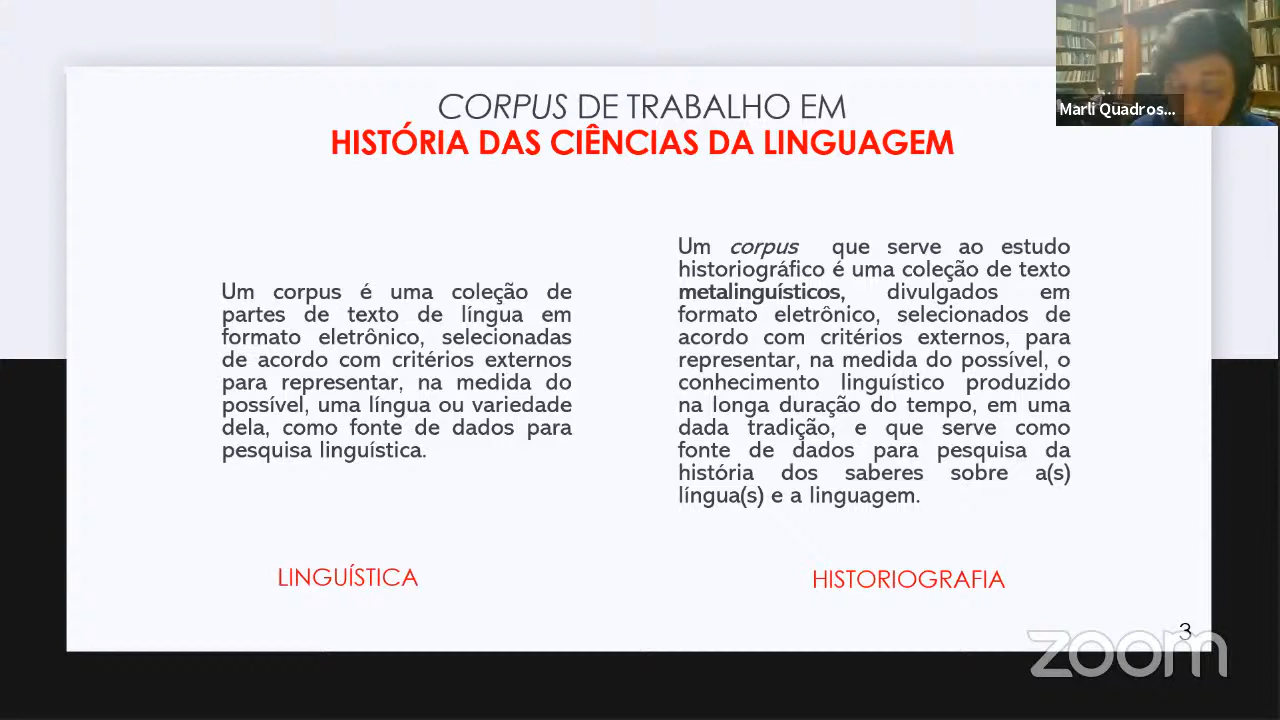 CORPUS DE TRABALHO EM
HISTÓRIA DAS CIÊNCIAS DA LINGUAGEM
Marli Quadros...
Um corpus é uma coleção de
partes de texto de língua em
formato eletrônico, selecionadas
de acordo com critérios externos
para representar, na medida do
possível, uma língua ou variedade
dela, como fonte de dados para
pesquisa linguística.
LINGUÍSTICA
Um corpus que serve ao estudo
historiográfico é uma coleção de texto
metalinguísticos, divulgados em
formato eletrônico, selecionados de
acordo com critérios externos, para
representar, na medida do possível, o
conhecimento linguístico produzido
na longa duração do tempo, em uma
dada tradição, e que serve como
fonte de dados para pesquisa da
história dos saberes sobre a(s)
língua(s) e a linguagem.
HISTORIOGRAFIA
3
zoom